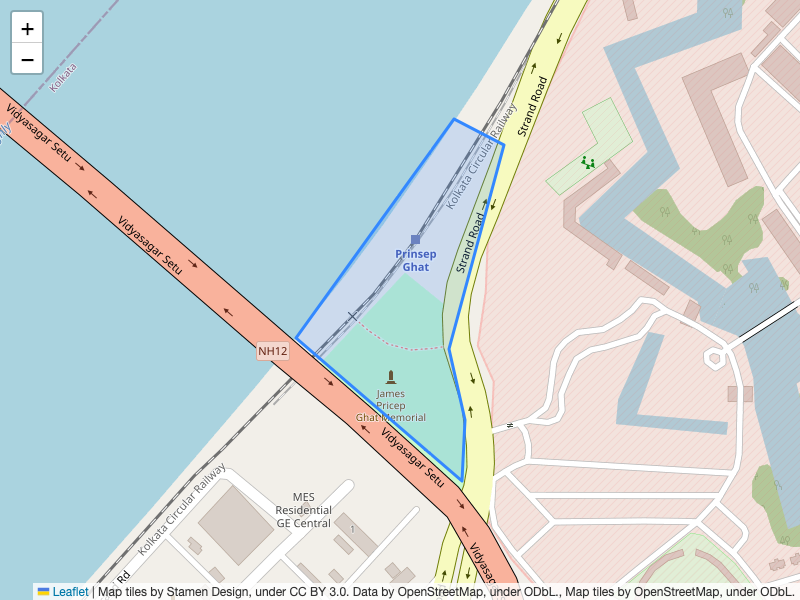 +
−
Kolkata
Vidyasagar Setu
Vidyasagar Setu
Kolkata Circular Railway
Strand Road
Strand Road
Prinsep
Ghat
NH12
James
Pricep
Ghat Memorial
Vidyasagar Setu
Kolkata Circular Railway
MES
Residential
GE Central
1
Rd
Vidyasag
Leaflet | Map tiles by Stamen Design, under CC BY 3.0. Data by OpenStreetMap, under ODbL., Map tiles by OpenStreetMap, under ODbL.